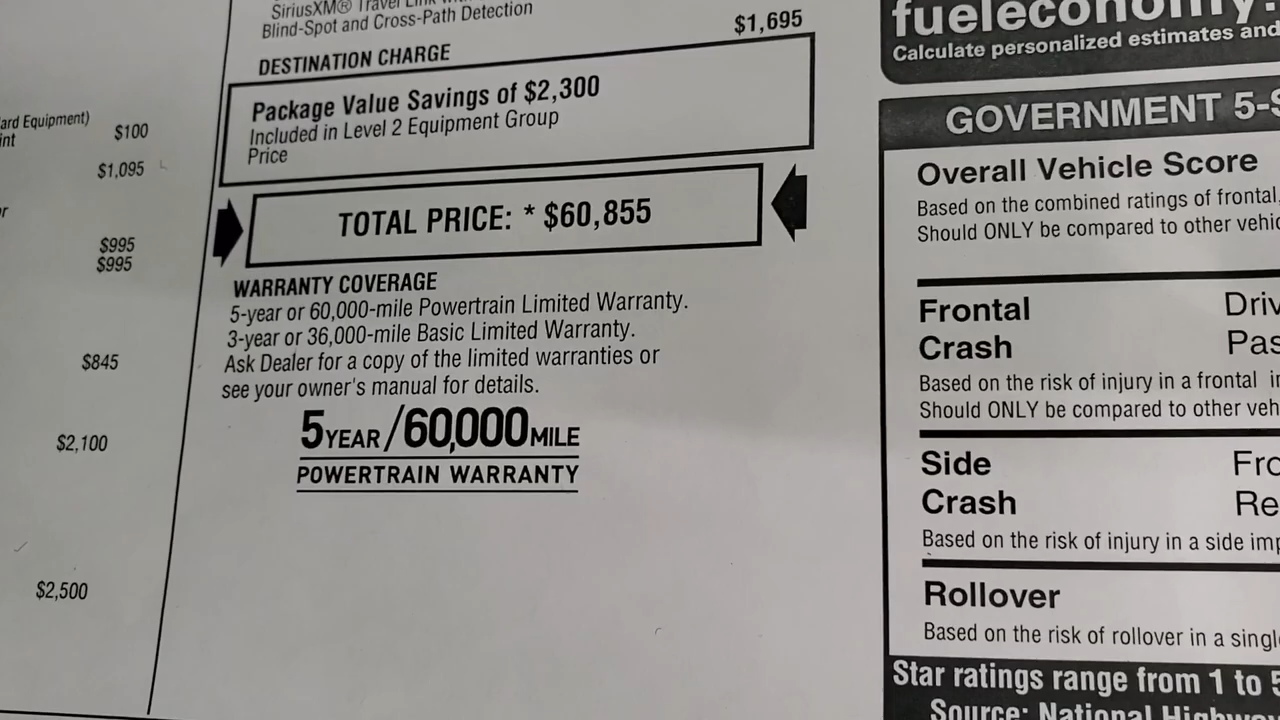 SiriusXM® Travel Link
Blind-Spot and Cross-Path Detection
DESTINATION CHARGE
$1,695
Package Value Savings of $2,300
Included in Level 2 Equipment Group
Price
TOTAL PRICE: * $60,855
WARRANTY COVERAGE
5-year or 60,000-mile Powertrain Limited Warranty.
3-year or 36,000-mile Basic Limited Warranty.
Ask Dealer for a copy of the limited warranties or
see your owner's manual for details.
5YEAR/60,000MILE
POWERTRAIN WARRANTY
ard Equipment)
int
$100
$1,095
or
$995
$995
$845
$2,100
$2,500
fueleconomy.
Calculate personalized estimates and
GOVERNMENT 5-S
Overall Vehicle Score
Based on the combined ratings of frontal,
Should ONLY be compared to other vehic
Frontal Driv
Crash Pas
Based on the risk of injury in a frontal
Should ONLY be compared to other veh
Side Fro
Crash Re
Based on the risk of injury in a side imp
Rollover
Based on the risk of rollover in a singl
Star ratings range from 1 to 5
Source: National Highw